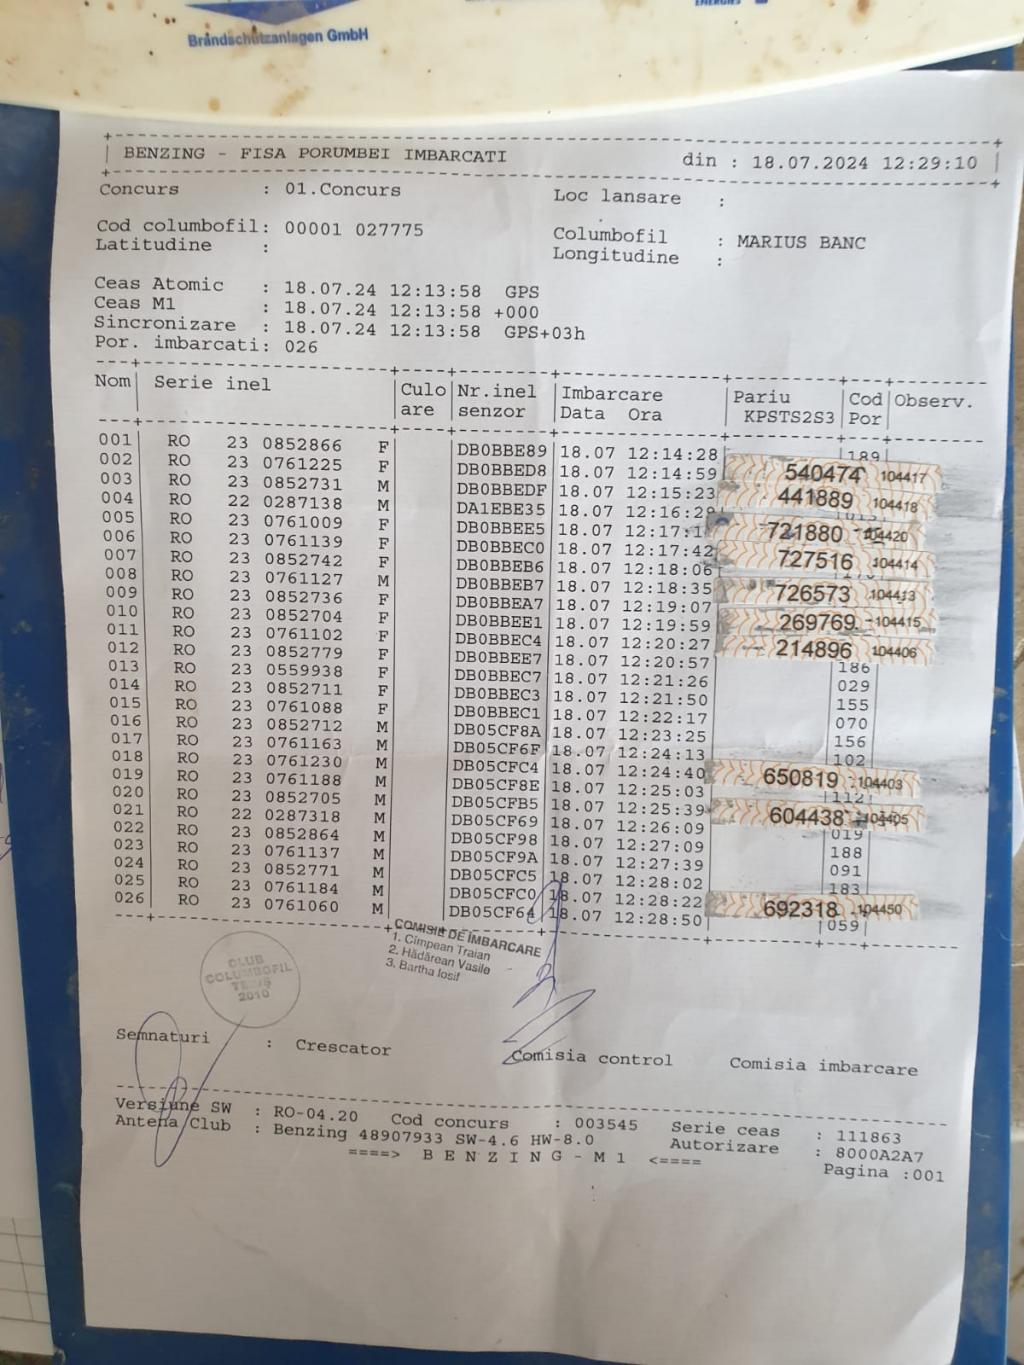 Brandschutzanlagen GmbH
BENZING - FISA PORUMBEI IMBARCATI din : 18.07.2024 12:29:10
Concurs : 01.Concurs Loc lansare :
Cod columbofil: 00001 027775 Columbofil : MARIUS BANC
Latitudine : Longitudine :
Ceas Atomic : 18.07.24 12:13:58 GPS
Ceas M1 : 18.07.24 12:13:58 +000
Sincronizare : 18.07.24 12:13:58 GPS+03h
Por. imbarcati: 026
Nom Serie inel Culo Nr.inel Imbarcare Pariu Cod Observ.
are senzor Data Ora KPSTS2S3 Por
001 RO 23 0852866 F DB0BBE89 18.07 12:14:28 189
002 RO 23 0761225 F DB0BBED8 18.07 12:14:59 540474 104417
003 RO 23 0852731 M DB0BBEDF 18.07 12:15:23 441889 104418
004 RO 22 0287138 M DA1EBE35 18.07 12:16:29
005 RO 23 0761009 F DB0BBEE5 18.07 721880 104420
006 RO 23 0761139 F DB0BBEC0 18.07 12:17:42 727516 104414
007 RO 23 0852742 F DB0BBEB6 18.07 12:18:06
008 RO 23 0761127 M DB0BBEB7 18.07 12:18:35 726573 104413
009 RO 23 0852736 F DB0BBEA7 18.07 12:19:07
010 RO 23 0852704 F DB0BBEE1 18.07 12:19:59 269769 104415
011 RO 23 0761102 F DB0BBEC4 18.07 12:20:27 214896 104406
012 RO 23 0852779 F DB0BBEE7 18.07 12:20:57 186
013 RO 23 0559938 F DB0BBEC7 18.07 12:21:26 029
014 RO 23 0852711 F DB0BBEC3 18.07 12:21:50 155
015 RO 23 0761088 F DB0BBEC1 18.07 12:22:17 070
016 RO 23 0852712 M DB05CF8A 18.07 12:23:25 156
017 RO 23 0761163 M DB05CF6F 18.07 12:24:13 102
018 RO 23 0761230 M DB05CFC4 18.07 12:24:40 650819 104403
019 RO 23 0761188 M DB05CF8E 18.07 12:25:03 112
020 RO 23 0852705 M DB05CFB5 18.07 12:25:39 604438 104405
021 RO 22 0287318 M DB05CF69 18.07 12:26:09 019
022 RO 23 0852864 M DB05CF98 18.07 12:27:09 188
023 RO 23 0761137 M DB05CF9A 18.07 12:27:39 091
024 RO 23 0852771 M DB05CFC5 18.07 12:28:02 183
025 RO 23 0761184 M DB05CFC0 18.07 12:28:22 692318 104450
026 RO 23 0761060 M DB05CF64 18.07 12:28:50 059
COMISIE DE ÎMBARCARE
1. Cimpean Traian
2. Hădărean Vasile
3. Bartha Iosif
CLUB
COLUMBOFIL
2010
Semnaturi : Crescator Comisia control Comisia imbarcare
Versiune SW : RO-04.20 Cod concurs : 003545 Serie ceas : 111863
Antena Club : Benzing 48907933 SW-4.6 HW-8.0 Autorizare : 8000A2A7
====> B E N Z I N G - M 1 <==== Pagina :001